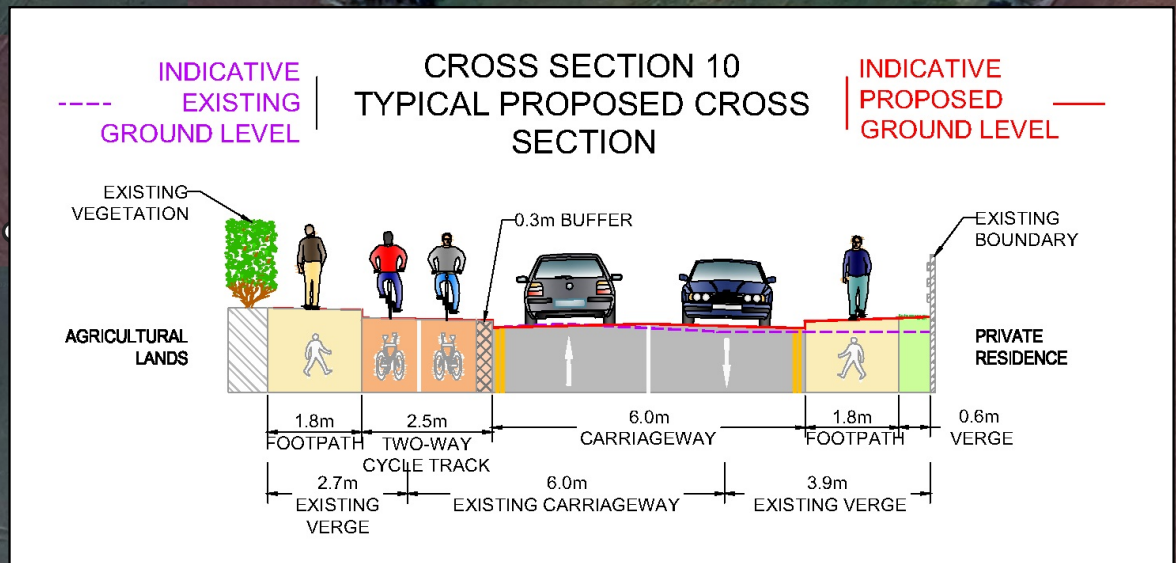 INDICATIVE
EXISTING
GROUND LEVEL
CROSS SECTION 10
TYPICAL PROPOSED CROSS
SECTION
INDICATIVE
PROPOSED
GROUND LEVEL
EXISTING
VEGETATION
0.3m BUFFER
EXISTING
BOUNDARY
AGRICULTURAL
LANDS
PRIVATE
RESIDENCE
1.8m
FOOTPATH
2.5m
TWO-WAY
CYCLE TRACK
6.0m
CARRIAGEWAY
1.8m
FOOTPATH
0.6m
VERGE
2.7m
EXISTING
VERGE
6.0m
EXISTING CARRIAGEWAY
3.9m
EXISTING VERGE